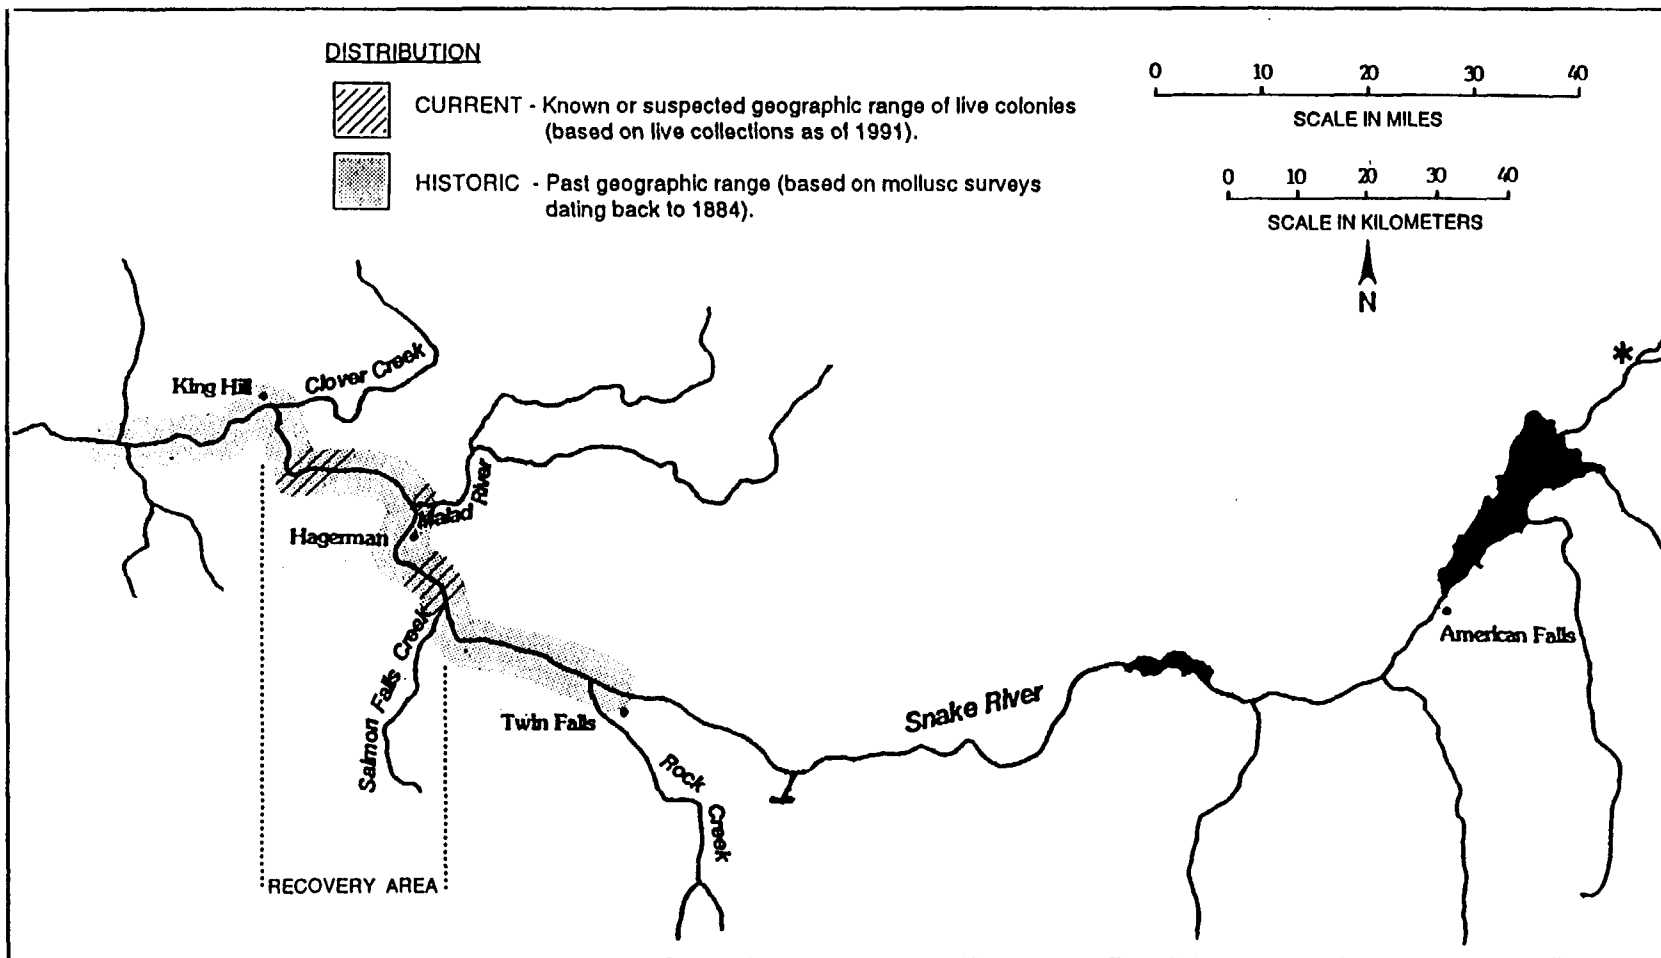 DISTRIBUTION
CURRENT - Known or suspected geographic range of live colonies
(based on live collections as of 1991).
HISTORIC - Past geographic range (based on mollusc surveys
dating back to 1884).
0 10 20 30 40
SCALE IN MILES
0 10 20 30 40
SCALE IN KILOMETERS
N
*
King Hill
Clover Creek
Malad River
Hagerman
American Falls
Salmon Falls Creek
Snake River
Twin Falls
Rock Creek
RECOVERY AREA